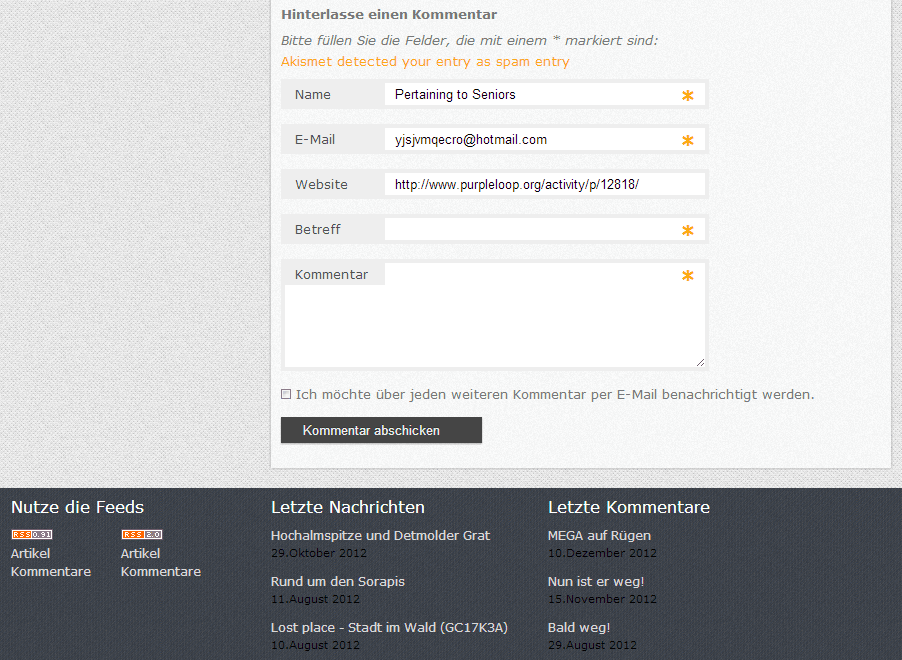 Hinterlasse einen Kommentar
Bitte füllen Sie die Felder, die mit einem * markiert sind:
Akismet detected your entry as spam entry
Name Pertaining to Seniors *
E-Mail yjsjvmqecro@hotmail.com *
Website http://www.purpleloop.org/activity/p/12818/
Betreff *
Kommentar *
Ich möchte über jeden weiteren Kommentar per E-Mail benachrichtigt werden.
Kommentar abschicken
Nutze die Feeds
RSS 0.91 RSS 2.0
Artikel Artikel
Kommentare Kommentare
Letzte Nachrichten
Hochalmspitze und Detmolder Grat
29.Oktober 2012
Rund um den Sorapis
11.August 2012
Lost place - Stadt im Wald (GC17K3A)
10.August 2012
Letzte Kommentare
MEGA auf Rügen
10.Dezember 2012
Nun ist er weg!
15.November 2012
Bald weg!
29.August 2012